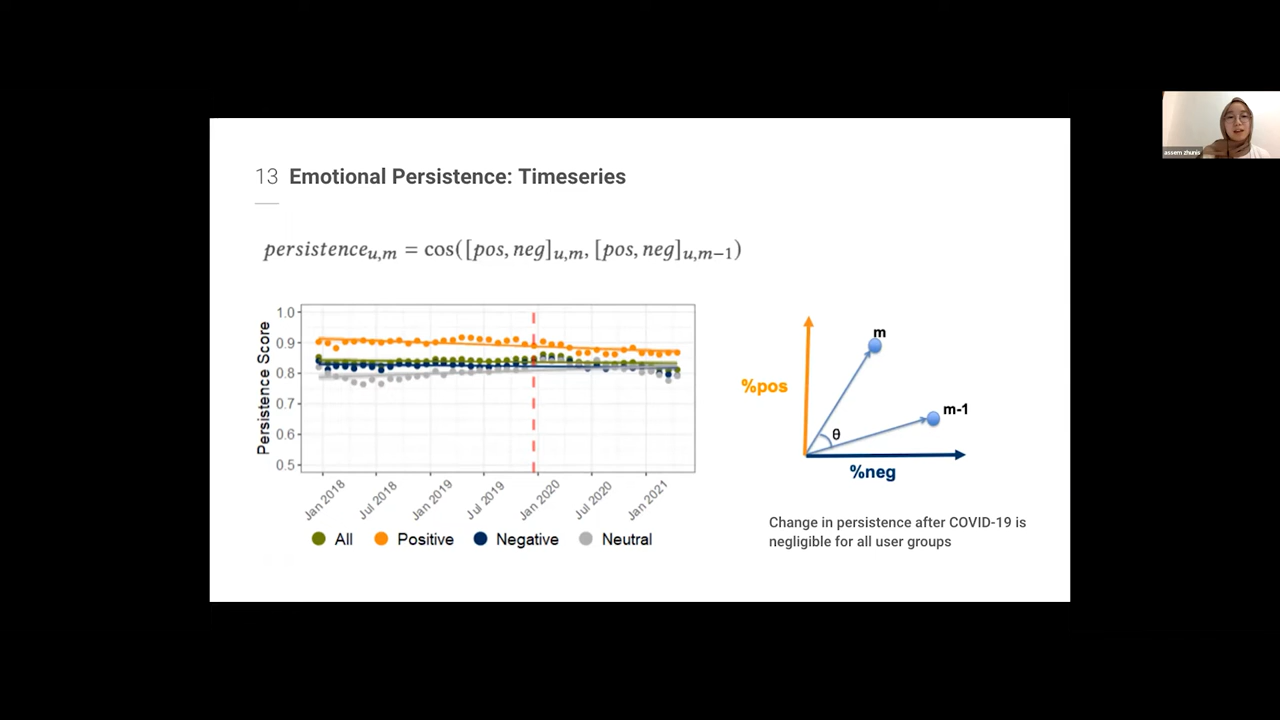 13 Emotional Persistence: Timeseries
persistence_{u,m} = cos([pos, neg]_{u,m}, [pos, neg]_{u,m−1})
Persistence Score
1.0
0.9
0.8
0.7
0.6
0.5
Jan 2018
Jul 2018
Jan 2019
Jul 2019
Jan 2020
Jul 2020
Jan 2021
All Positive Negative Neutral
m
%pos
m-1
θ
%neg
Change in persistence after COVID-19 is
negligible for all user groups
assem zhunis